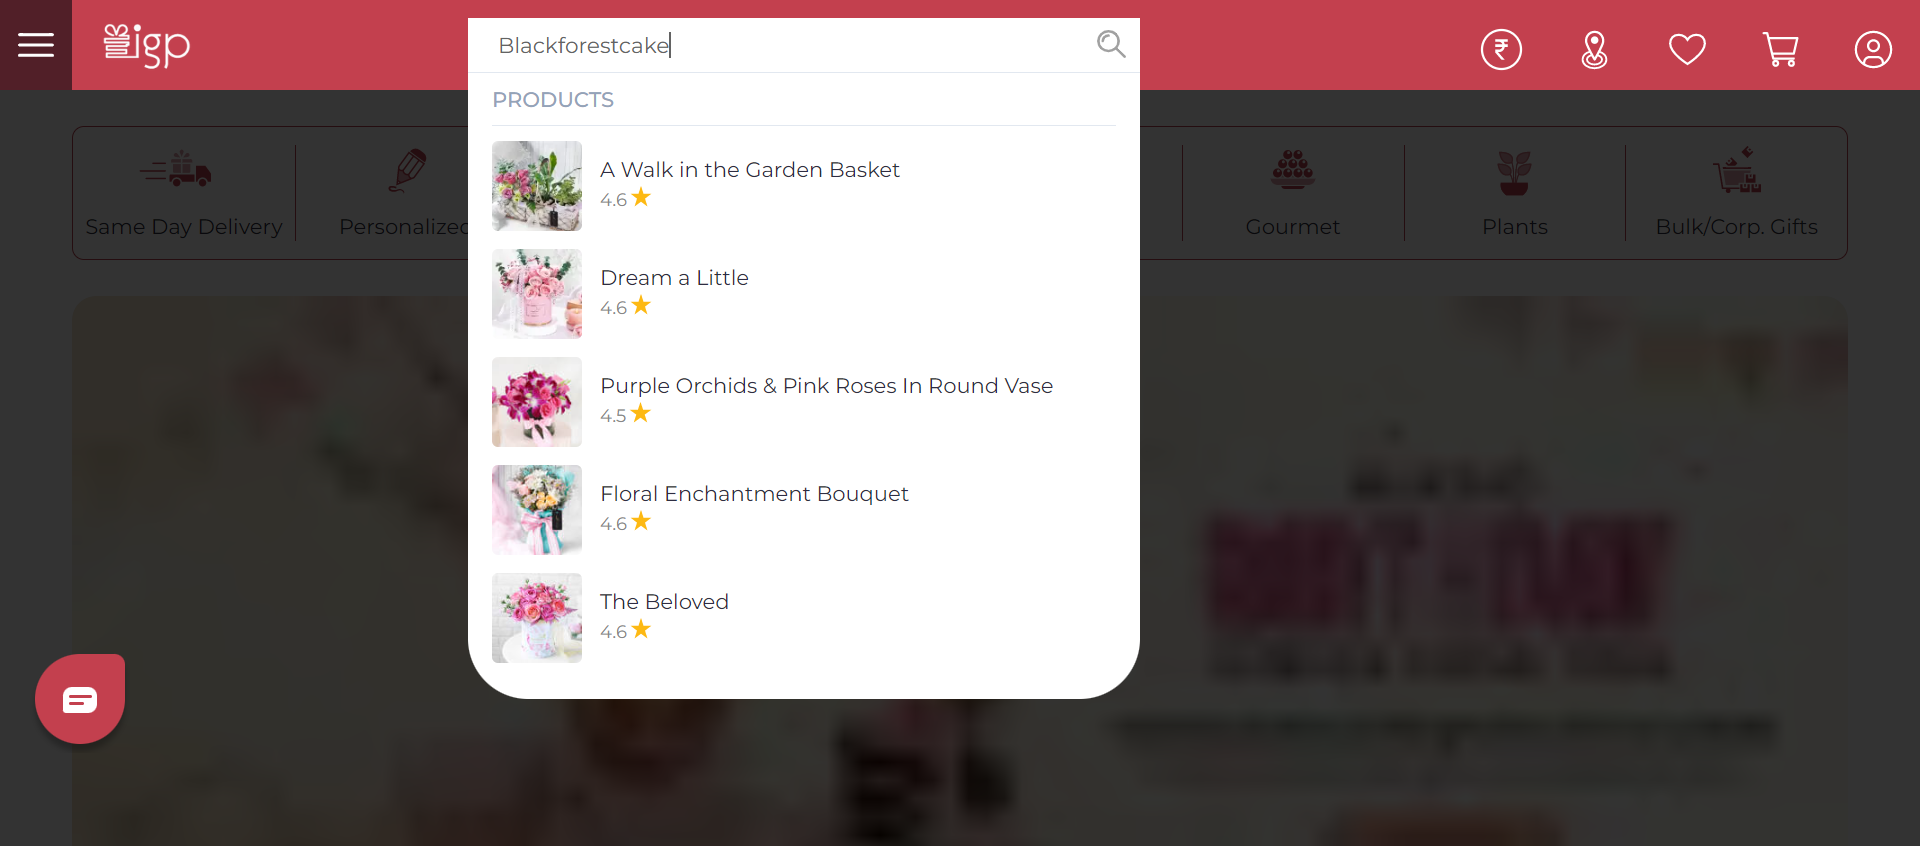 igp
Blackforestcake
PRODUCTS
A Walk in the Garden Basket
4.6
Dream a Little
4.6
Purple Orchids & Pink Roses In Round Vase
4.5
Floral Enchantment Bouquet
4.6
The Beloved
4.6
Same Day Delivery
Personalized
Gourmet
Plants
Bulk/Corp. Gifts